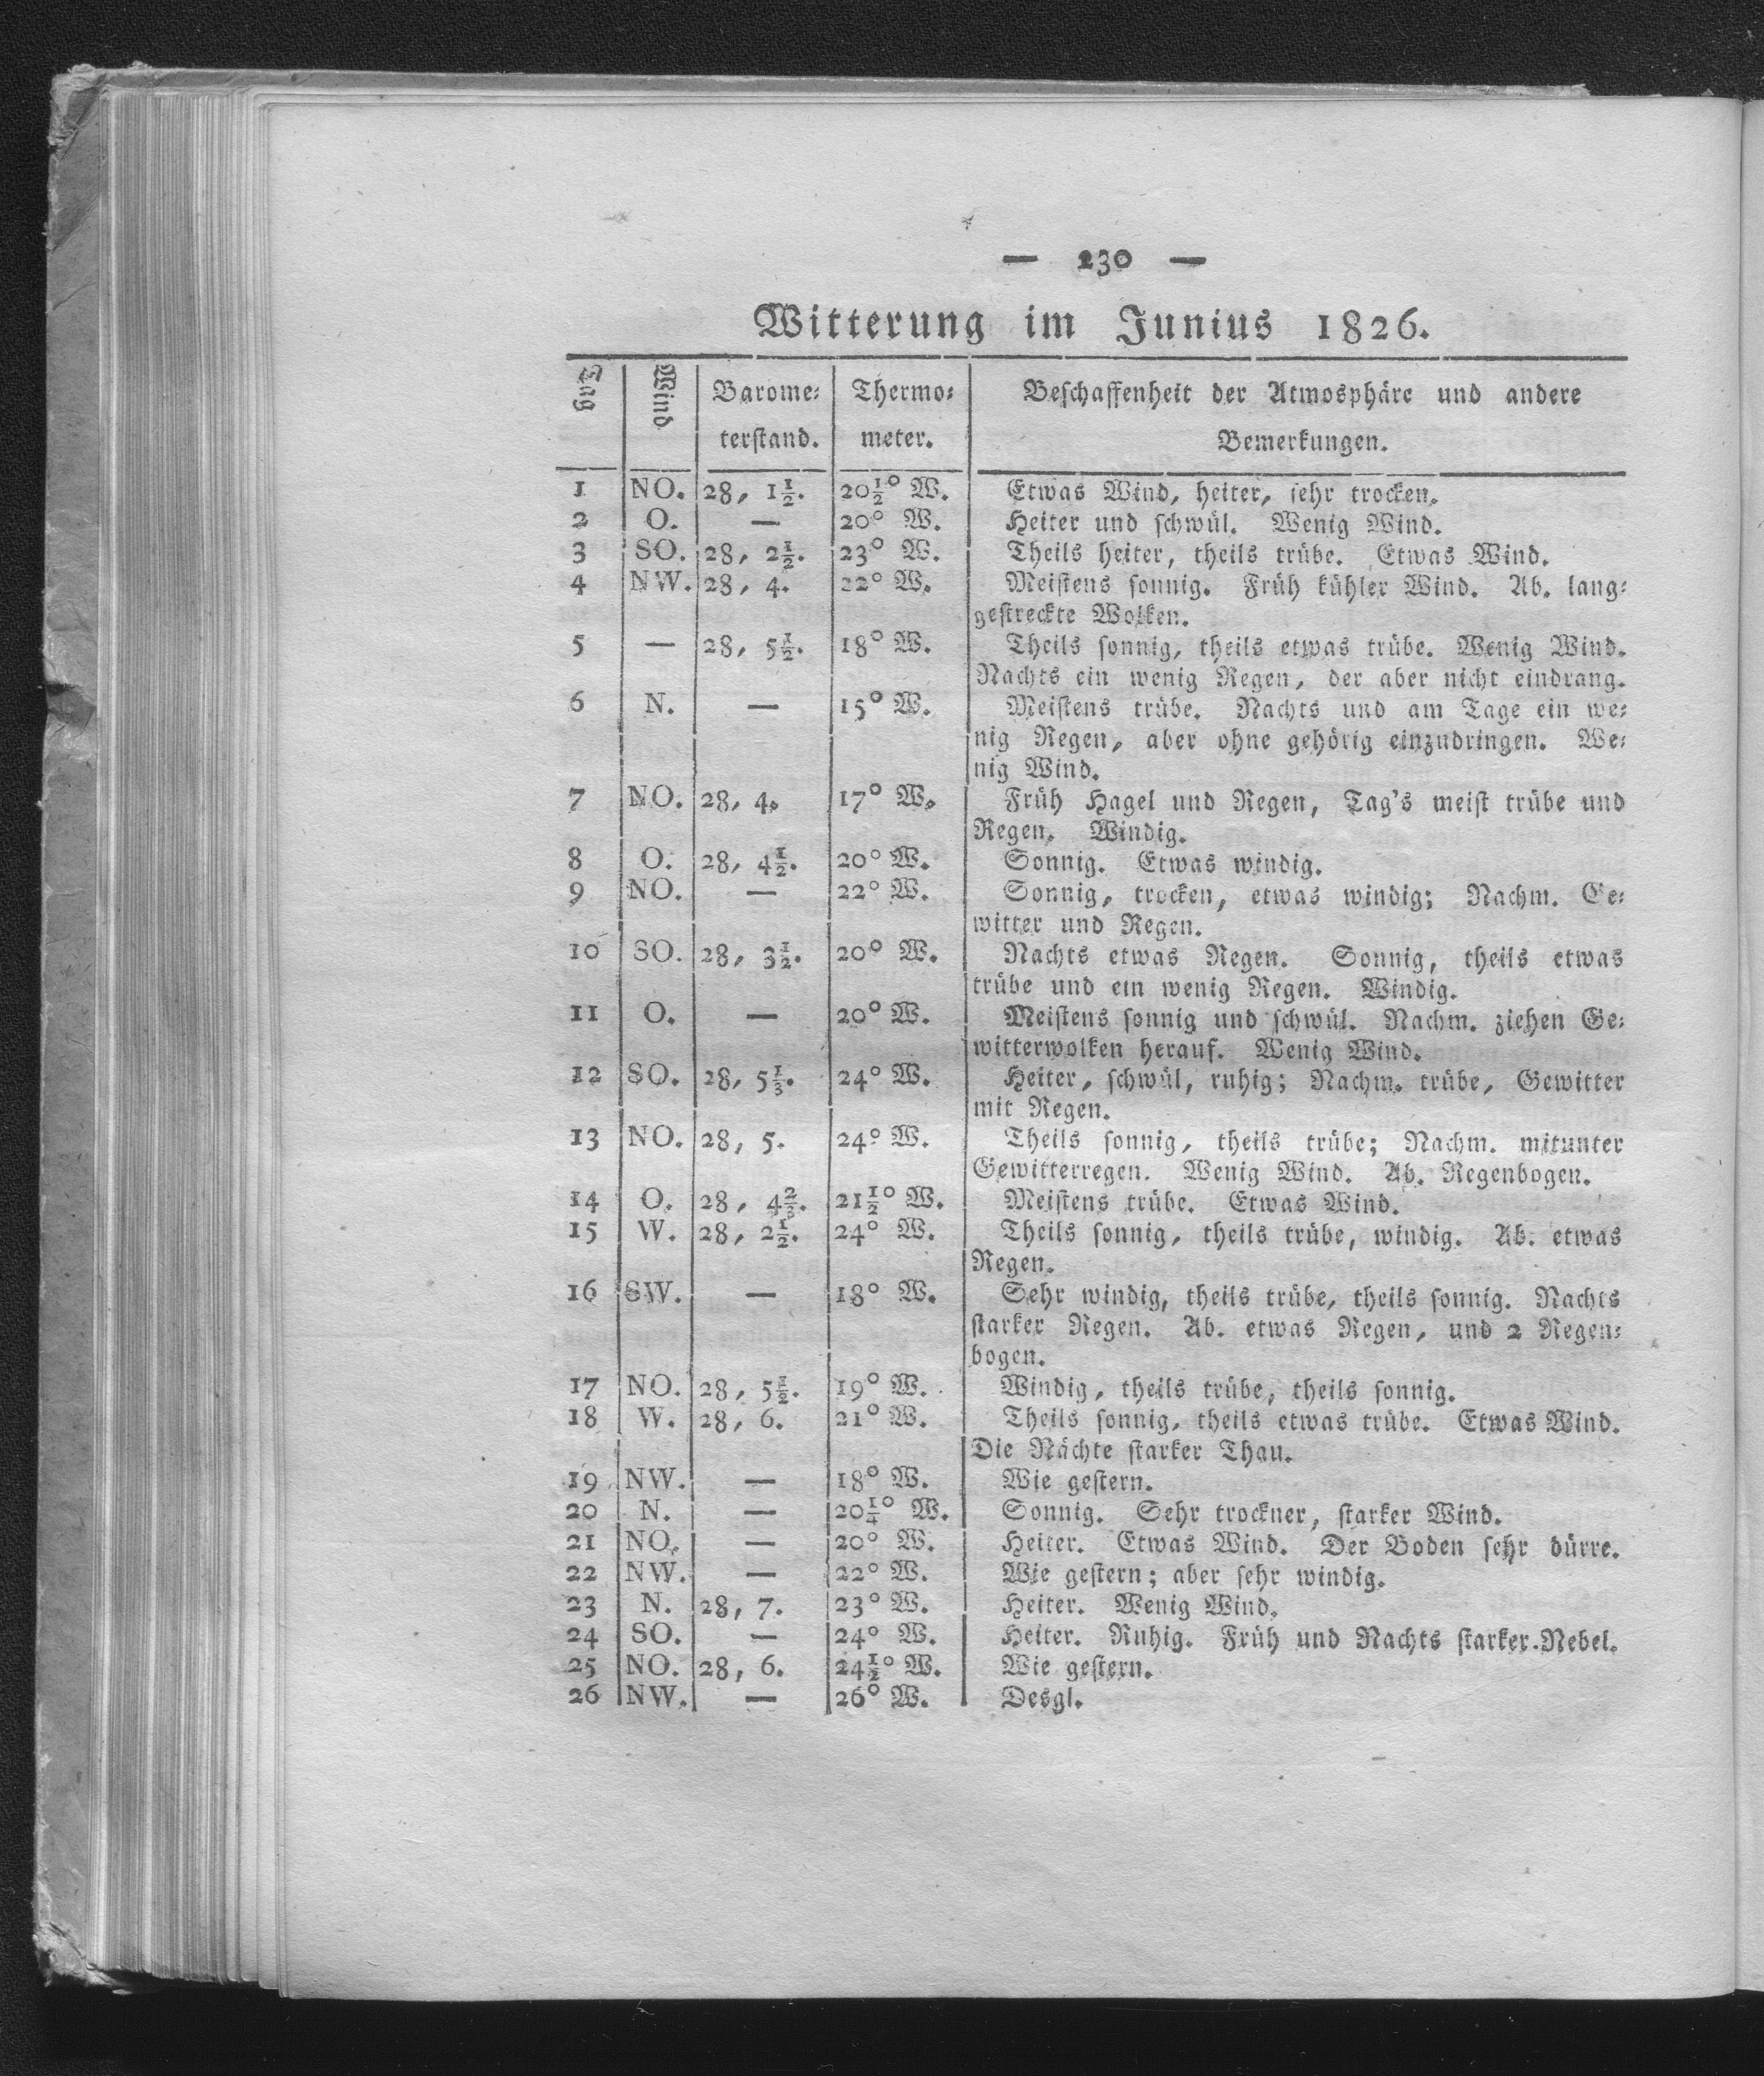 — 230 —
Witterung im Junius 1826.
Tag Wind Barome= Thermo= Beschaffenheit der Atmosphäre und andere
terstand. meter. Bemerkungen.
1 NO. 28, 1½. 20½° W. Etwas Wind, heiter, sehr trocken.
2 O. — 20° W. Heiter und schwül. Wenig Wind.
3 SO. 28, 2½. 23° W. Theils heiter, theils trübe. Etwas Wind.
4 NW. 28, 4. 22° W. Meistens sonnig. Früh kühler Wind. Ab. lang=
gestreckte Wolken.
5 — 28, 5½. 18° W. Theils sonnig, theils etwas trübe. Wenig Wind.
Nachts ein wenig Regen, der aber nicht eindrang.
6 N. — 15° W. Meistens trübe. Nachts und am Tage ein we=
nig Regen, aber ohne gehörig einzudringen. We=
nig Wind.
7 NO. 28, 4. 17° W. Früh Hagel und Regen, Tag's meist trübe und
Regen. Windig.
8 O. 28, 4½. 20° W. Sonnig. Etwas windig.
9 NO. — 22° W. Sonnig, trocken, etwas windig; Nachm. Ge=
witter und Regen.
10 SO. 28, 3½. 20° W. Nachts etwas Regen. Sonnig, theils etwas
trübe und ein wenig Regen. Windig.
11 O. — 20° W. Meistens sonnig und schwül. Nachm. ziehen Ge=
witterwolken herauf. Wenig Wind.
12 SO. 28, 5⅓. 24° W. Heiter, schwül, ruhig; Nachm. trübe, Gewitter
mit Regen.
13 NO. 28, 5. 24° W. Theils sonnig, theils trübe; Nachm. mitunter
Gewitterregen. Wenig Wind. Ab. Regenbogen.
14 O. 28, 4⅔. 21½° W. Meistens trübe. Etwas Wind.
15 W. 28, 2½. 24° W. Theils sonnig, theils trübe, windig. Ab. etwas
Regen.
16 SW. — 18° W. Sehr windig, theils trübe, theils sonnig. Nachts
starker Regen. Ab. etwas Regen, und 2 Regen=
bogen.
17 NO. 28, 5½. 19° W. Windig, theils trübe, theils sonnig.
18 W. 28, 6. 21° W. Theils sonnig, theils etwas trübe. Etwas Wind.
Die Nächte starker Thau.
19 NW. — 18° W. Wie gestern.
20 N. — 20¼° W. Sonnig. Sehr trockner, starker Wind.
21 NO. — 20° W. Heiter. Etwas Wind. Der Boden sehr dürre.
22 NW. — 22° W. Wie gestern; aber sehr windig.
23 N. 28, 7. 23° W. Heiter. Wenig Wind.
24 SO. — 24° W. Heiter. Ruhig. Früh und Nachts starker Nebel.
25 NO. 28, 6. 24½° W. Wie gestern.
26 NW. — 26° W. Desgl.